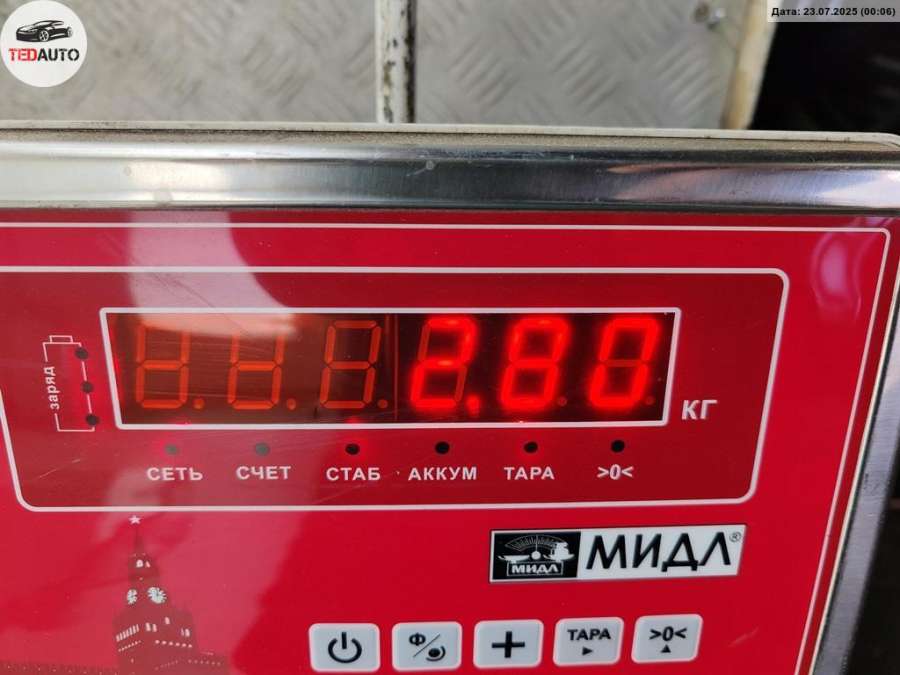 Дата: 23.07.2025 (00:06)
TEDAUTO
заряд
2.80
КГ
СЕТЬ СЧЕТ СТАБ АККУМ ТАРА >0<
МИДЛ МИДЛ®
Ф ТАРА >0<